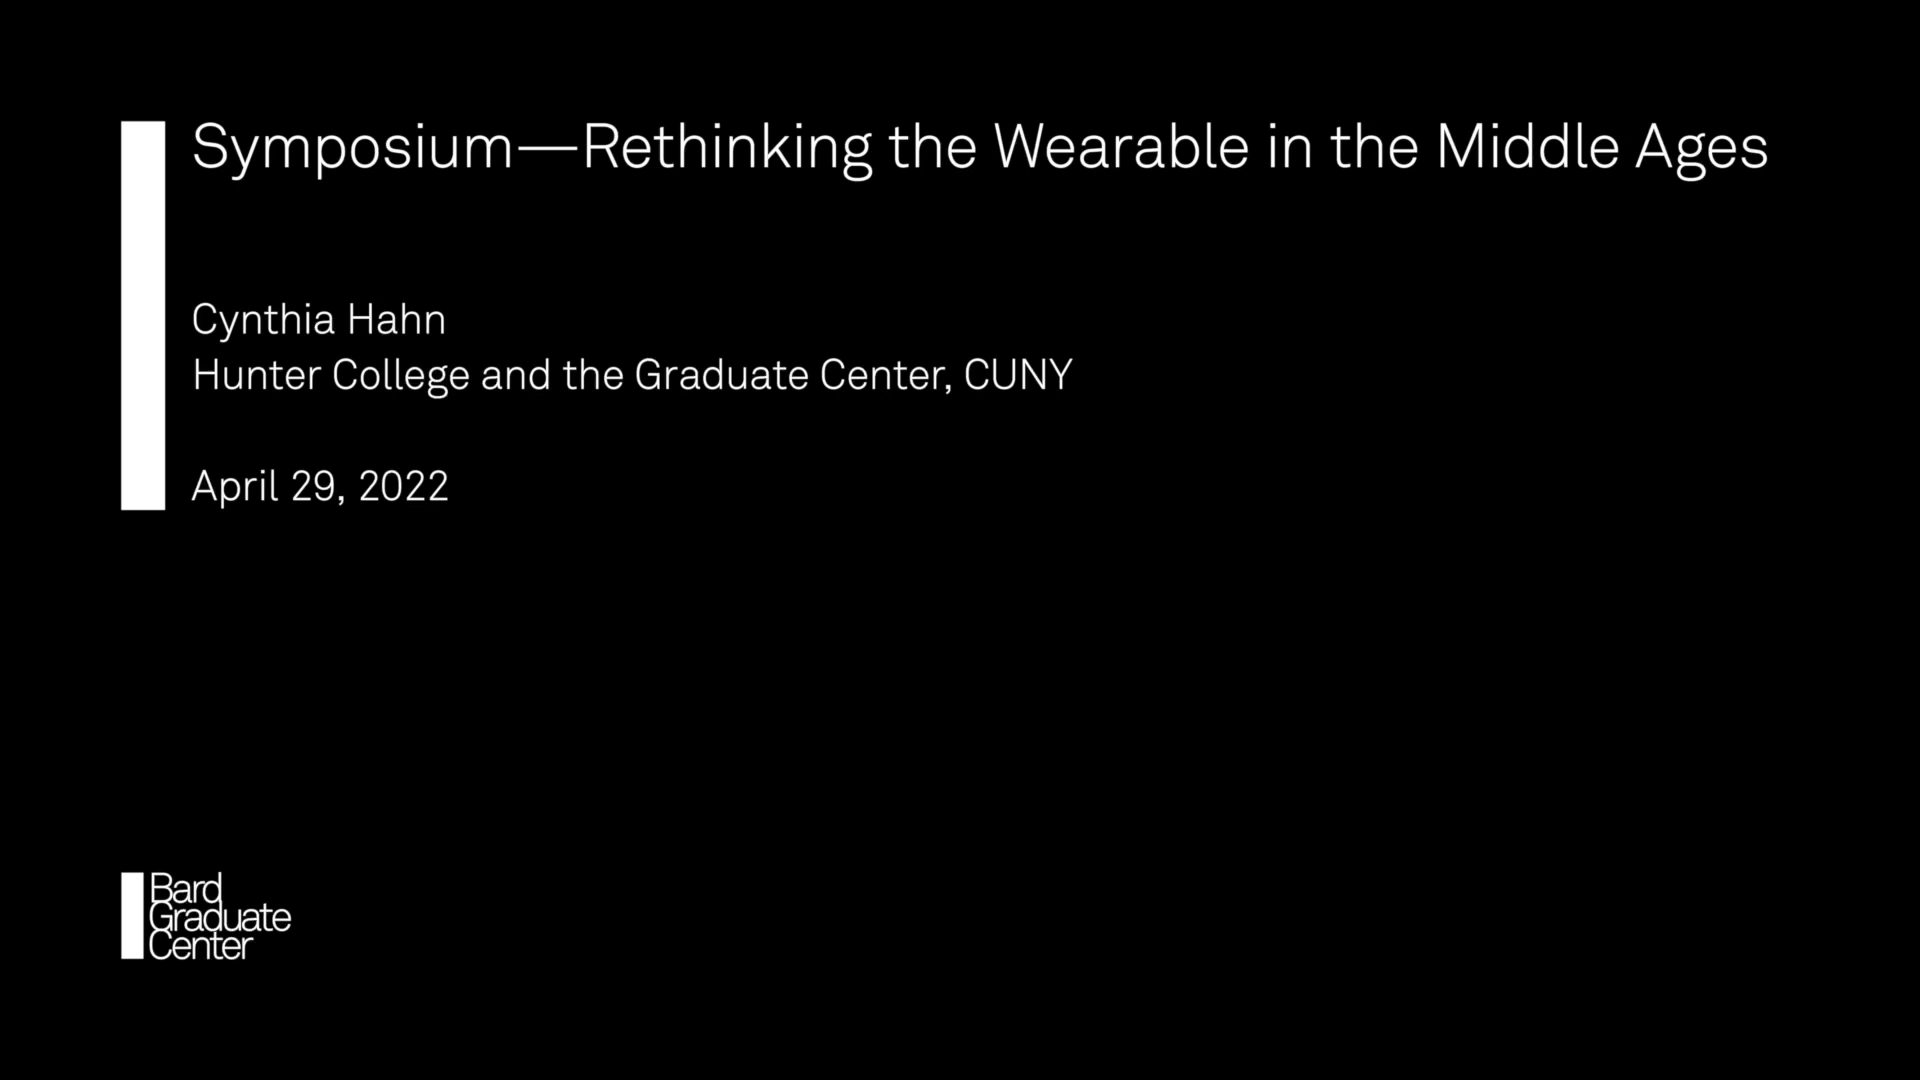 Symposium—Rethinking the Wearable in the Middle Ages
Cynthia Hahn
Hunter College and the Graduate Center, CUNY
April 29, 2022
Bard
Graduate
Center